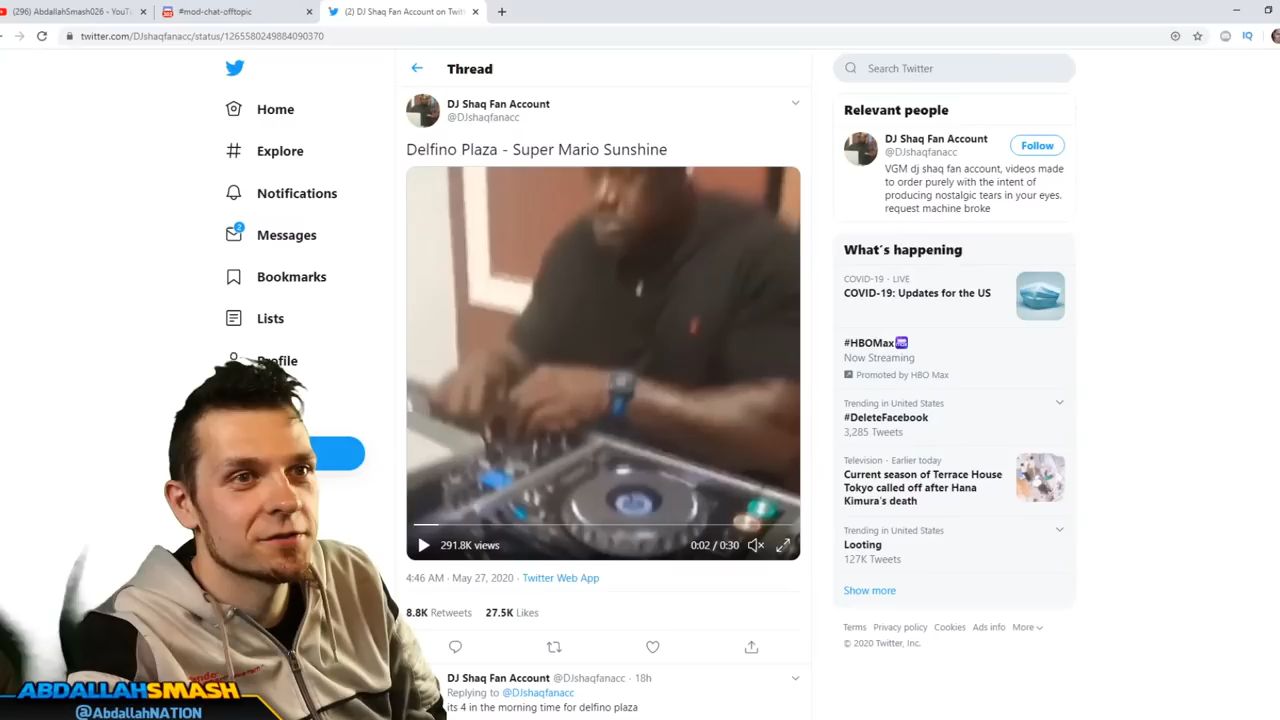 (296) AbdallahSmash026 - YouTu
#mod-chat-offtopic
(2) DJ Shaq Fan Account on Twit
twitter.com/DJshaqfanacc/status/1265580249884090370
IQ
Home
Explore
Notifications
2
Messages
Bookmarks
Lists
Profile
Thread
DJ Shaq Fan Account
@DJshaqfanacc
Delfino Plaza - Super Mario Sunshine
291.8K views
0:02 / 0:30
4:46 AM · May 27, 2020 · Twitter Web App
8.8K Retweets 27.5K Likes
DJ Shaq Fan Account @DJshaqfanacc · 18h
Replying to @DJshaqfanacc
its 4 in the morning time for delfino plaza
Search Twitter
Relevant people
DJ Shaq Fan Account
@DJshaqfanacc
Follow
VGM dj shaq fan account, videos made
to order purely with the intent of
producing nostalgic tears in your eyes.
request machine broke
What's happening
COVID-19 · LIVE
COVID-19: Updates for the US
#HBOMax
Now Streaming
Promoted by HBO Max
Trending in United States
#DeleteFacebook
3,285 Tweets
Television · Earlier today
Current season of Terrace House
Tokyo called off after Hana
Kimura's death
Trending in United States
Looting
127K Tweets
Show more
Terms Privacy policy Cookies Ads info More
© 2020 Twitter, Inc.
ABDALLAHSMASH
@AbdallahNATION